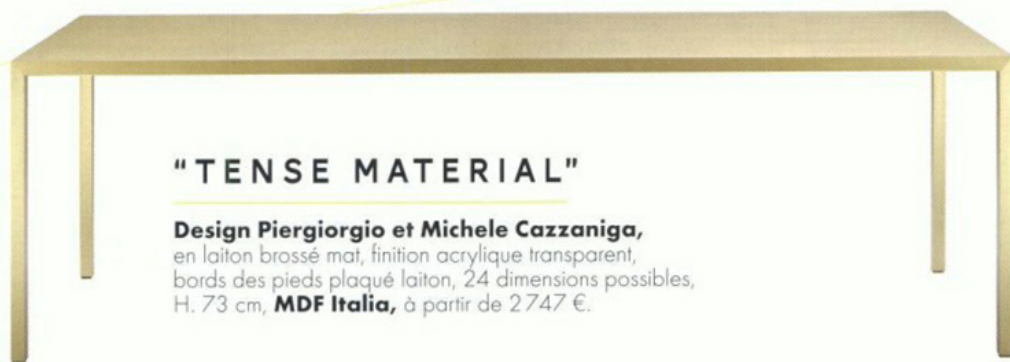 "TENSE MATERIAL"
Design Piergiorgio et Michele Cazzaniga,
en laiton brossé mat, finition acrylique transparent,
bords des pieds plaqué laiton, 24 dimensions possibles,
H. 73 cm, MDF Italia, à partir de 2 747 €.